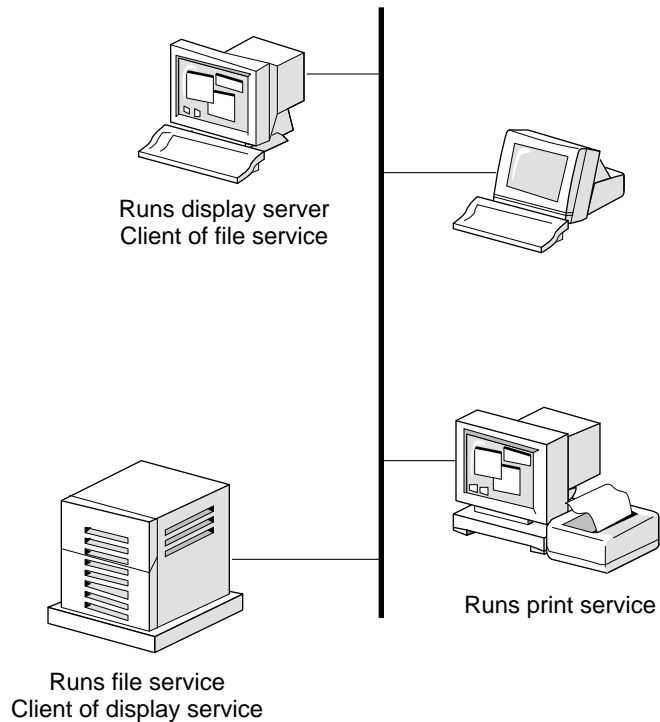 Runs display server
Client of file service
Runs print service
Runs file service
Client of display service